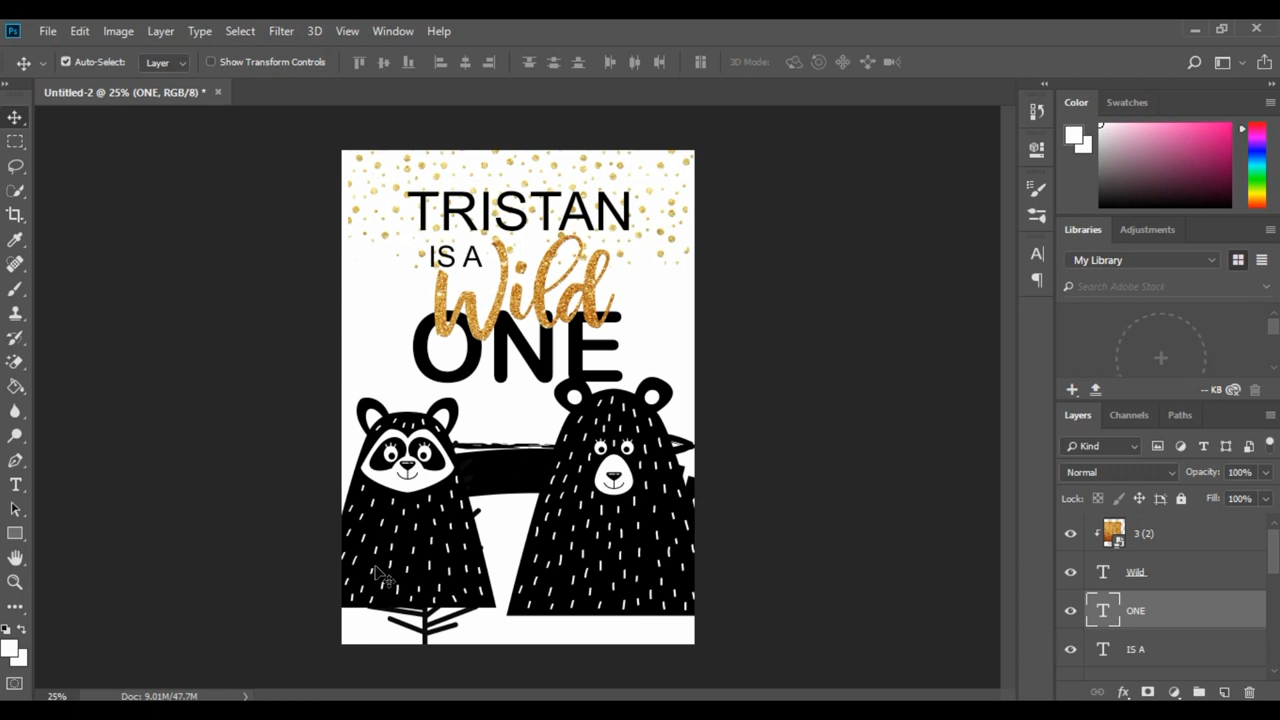 Ps File Edit Image Layer Type Select Filter 3D View Window Help
Auto-Select: Layer Show Transform Controls 3D Mode:
Untitled-2 @ 25% (ONE, RGB/8) *
Color Swatches
TRISTAN
IS A
Wild
ONE
Libraries Adjustments
My Library
Search Adobe Stock
-- KB
Layers Channels Paths
Kind
Normal Opacity: 100%
Lock: Fill: 100%
3 (2)
T Wild
T ONE
T IS A
25% Doc: 9.01M/47.7M